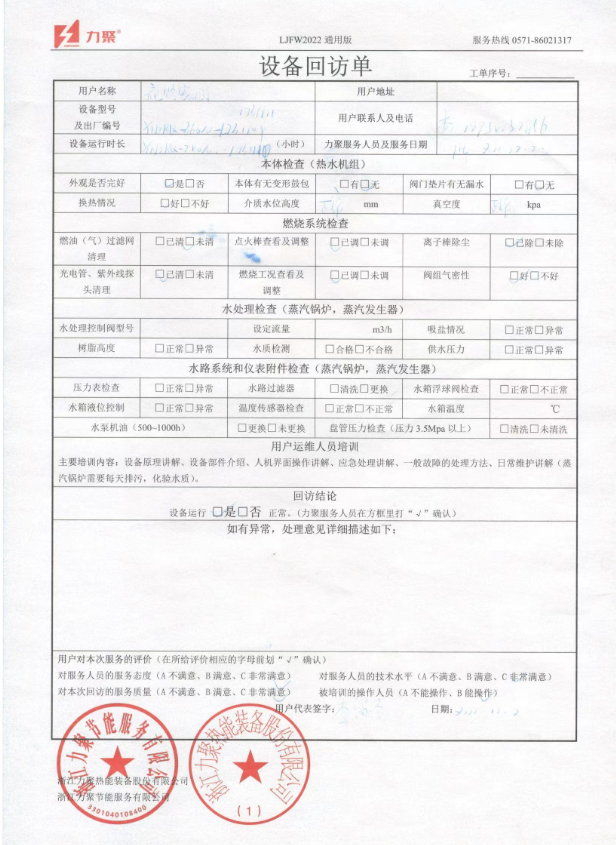 力聚®
LJFW2022 通用版
服务热线 0571-86021317
设备回访单
工单序号:
用户名称
用户地址
设备型号
及出厂编号
用户联系人及电话
设备运行时长
(小时)
力聚服务人员及服务日期
本体检查（热水机组）
外观是否完好 □是□否 本体有无变形鼓包 □有□无 阀门垫片有无漏水 □有□无
换热情况 □好□不好 介质水位高度 mm 真空度 kpa
燃烧系统检查
燃油（气）过滤网
清理
□已清□未清 点火棒查看及调整 □已调□未调 离子棒除尘 □已除□未除
光电管、紫外线探
头清理
□已清□未清 燃烧工况查看及
调整
□已调□未调 阀组气密性 □好□不好
水处理检查（蒸汽锅炉，蒸汽发生器）
水处理控制阀型号 设定流量 m3/h 吸盐情况 □正常□异常
树脂高度 □正常□异常 水质检测 □合格□不合格 供水压力 □正常□异常
水路系统和仪表附件检查（蒸汽锅炉，蒸汽发生器）
压力表检查 □正常□异常 水路过滤器 □清洗□更换 水箱浮球阀检查 □正常□不正常
水箱液位控制 □正常□异常 温度传感器检查 □正常□不正常 水箱温度 ℃
水泵机油（500~1000h） □更换□未更换 盘管压力检查（压力 3.5Mpa 以上） □清洗□未清洗
用户运维人员培训
主要培训内容：设备原理讲解、设备部件介绍、人机界面操作讲解、应急处理讲解、一般故障的处理方法、日常维护讲解（蒸
汽锅炉需要每天排污，化验水质）。
回访结论
设备运行 □是□否 正常。（力聚服务人员在方框里打“√”确认）
如有异常，处理意见详细描述如下：
用户对本次服务的评价（在所给评价相应的字母前划“√”确认）
对服务人员的服务态度（A 不满意、B 满意、C 非常满意） 对服务人员的技术水平（A 不满意、B 满意、C 非常满意）
对本次回访的服务质量（A 不满意、B 满意、C 非常满意） 被培训的操作人员（A 不能操作、B 能操作）
用户代表签字： 日期：
浙江力聚热能装备股份有限公司
浙江力聚节能服务有限公司
浙江力聚节能服务有限公司
3301040108400
浙江力聚热能装备股份有限公司
(1)